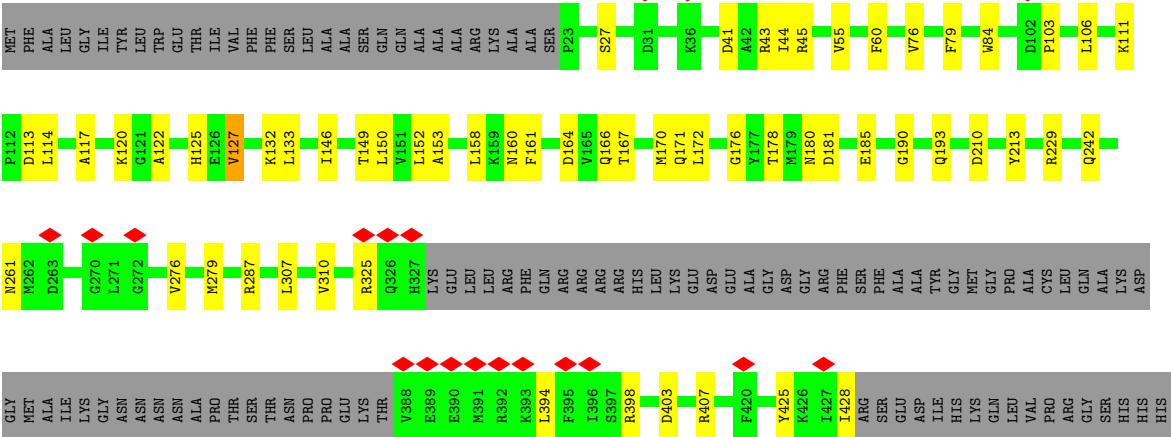 MET PHE ALA LEU GLY ILE TYR LEU TRP GLU THR ILE VAL PHE PHE SER LEU ALA ALA SER GLN GLN ALA ALA ALA ARG LYS ALA ALA SER P23 S27 D31 K36 D41 A42 R43 I44 R45 V55 F60 V76 F79 W84 D102 P103 L106 K111
P112 D113 L114 A117 K120 G121 A122 H125 E126 V127 K132 L133 I146 T149 L150 V151 L152 A153 L158 K159 N160 F161 D164 V165 Q166 T167 M170 Q171 L172 G176 Y177 T178 M179 N180 D181 E185 G190 Q193 D210 Y213 R229 Q242
N261 M262 D263 G270 L271 G272 V276 M279 R287 L307 V310 R325 Q326 H327 LYS GLU LEU LEU ARG PHE GLN ARG ARG ARG ARG HIS LEU LYS GLU ASP GLU ALA GLY ASP GLY ARG PHE SER PHE ALA ALA TYR GLY MET GLY PRO ALA CYS LEU GLN ALA LYS ASP
GLY MET ALA ILE LYS GLY ASN ASN ASN ASN ALA PRO THR SER THR ASN PRO PRO GLU LYS THR V388 E389 E390 M391 R392 K393 L394 F395 I396 S397 R398 D403 R407 F420 Y425 K426 I427 I428 ARG SER GLU ASP ILE HIS LYS GLN LEU VAL PRO ARG GLY SER HIS HIS HIS